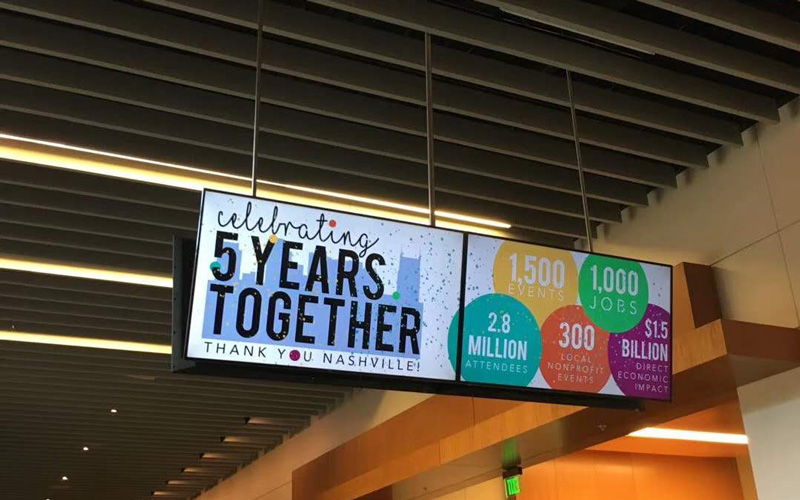 celebrating
5 YEARS
TOGETHER
THANK YOU NASHVILLE!
1,500
EVENTS
1,000
JOBS
2.8
MILLION
ATTENDEES
300
LOCAL
NONPROFIT
EVENTS
$1.5
BILLION
DIRECT
ECONOMIC
IMPACT